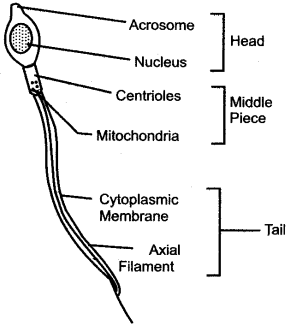 Acrosome
Head
Nucleus
Centrioles
Middle
Piece
Mitochondria
Cytoplasmic
Membrane
Tail
Axial
Filament